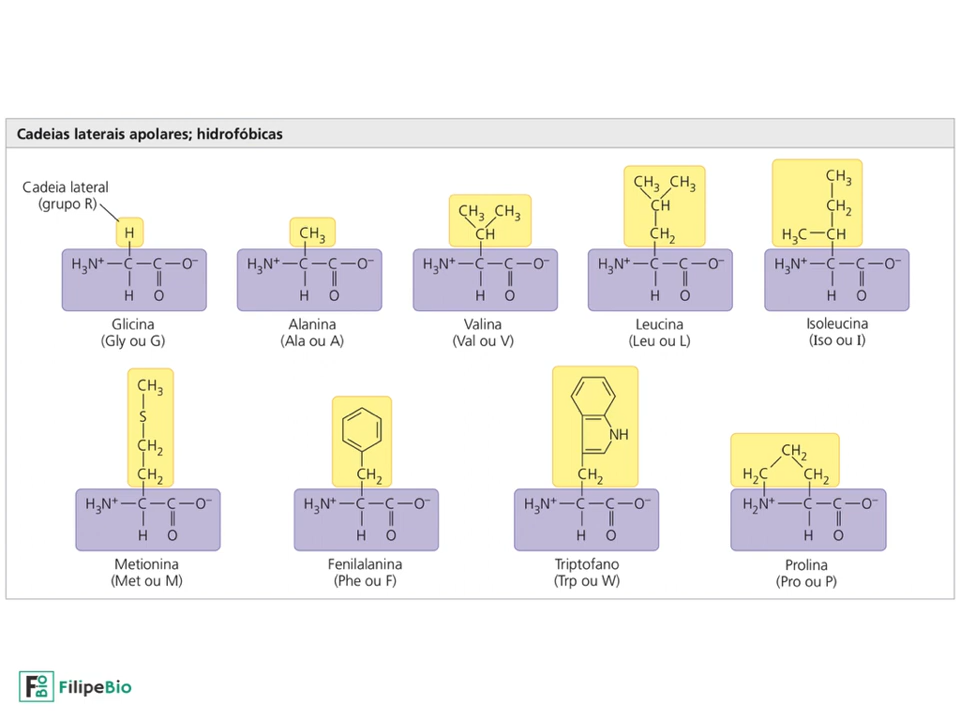 Cadeias laterais apolares; hidrofóbicas
Cadeia lateral
(grupo R)
H
H₃N⁺—C—C—O⁻
H O
Glicina
(Gly ou G)
CH₃
H₃N⁺—C—C—O⁻
H O
Alanina
(Ala ou A)
CH₃ CH₃
CH
H₃N⁺—C—C—O⁻
H O
Valina
(Val ou V)
CH₃ CH₃
CH
CH₂
H₃N⁺—C—C—O⁻
H O
Leucina
(Leu ou L)
CH₃
CH₂
H₃C—CH
H₃N⁺—C—C—O⁻
H O
Isoleucina
(Iso ou I)
CH₃
S
CH₂
CH₂
H₃N⁺—C—C—O⁻
H O
Metionina
(Met ou M)
CH₂
H₃N⁺—C—C—O⁻
H O
Fenilalanina
(Phe ou F)
NH
CH₂
H₃N⁺—C—C—O⁻
H O
Triptofano
(Trp ou W)
CH₂
H₂C CH₂
H₂N⁺—C—C—O⁻
H O
Prolina
(Pro ou P)
FBIO FilipeBio